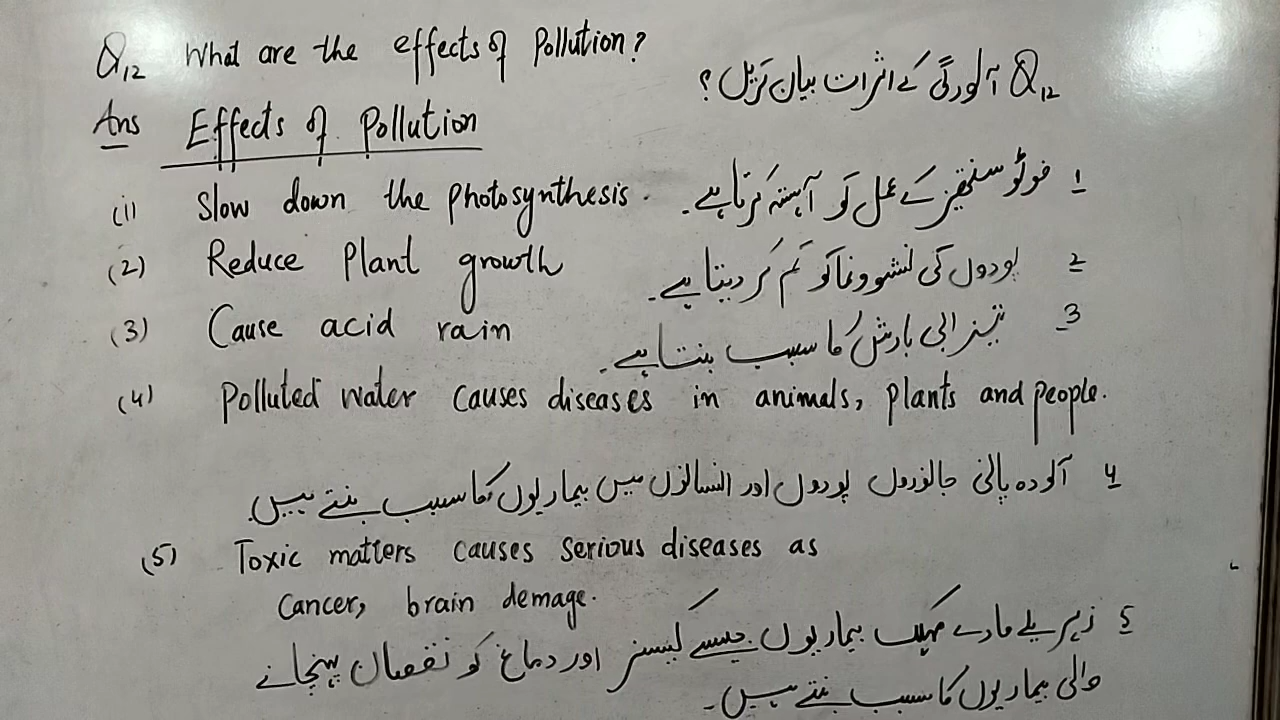 Q12 What are the effects of Pollution?
Q12 آلودگی کے اثرات بیان کریں؟
Ans Effects of Pollution
(1) Slow down the photosynthesis.
1 فوٹو سنتھیسز کے عمل کو آہستہ کرتا ہے۔
(2) Reduce Plant growth
2 پودوں کی نشوونما کو کم کر دیتا ہے۔
(3) Cause acid rain
3 تیزابی بارش کا سبب بنتا ہے۔
(4) Polluted water causes diseases in animals, plants and people.
4 آلودہ پانی جانوروں پودوں اور انسانوں میں بیماریوں کا سبب بنتے ہیں۔
(5) Toxic matters causes serious diseases as
cancer, brain demage.
5 زہریلے مادے مہلک بیماریوں جیسے کینسر اور دماغ کو نقصان پہنچانے
والی بیماریوں کا سبب بنتے ہیں۔